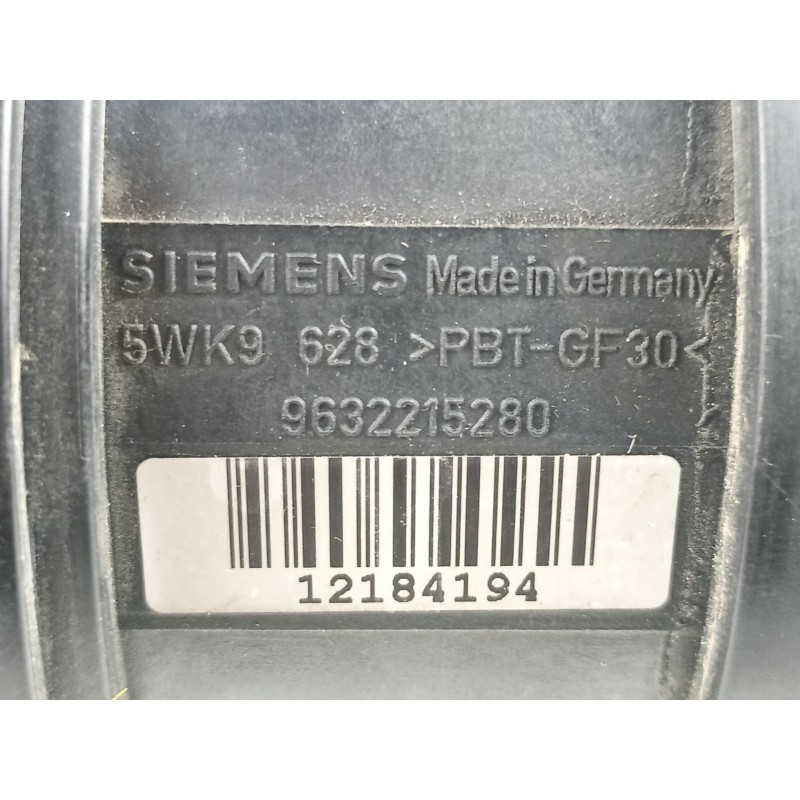 SIEMENS Made in Germany
5WK9 628 >PBT-GF30<
9632215280
12184194